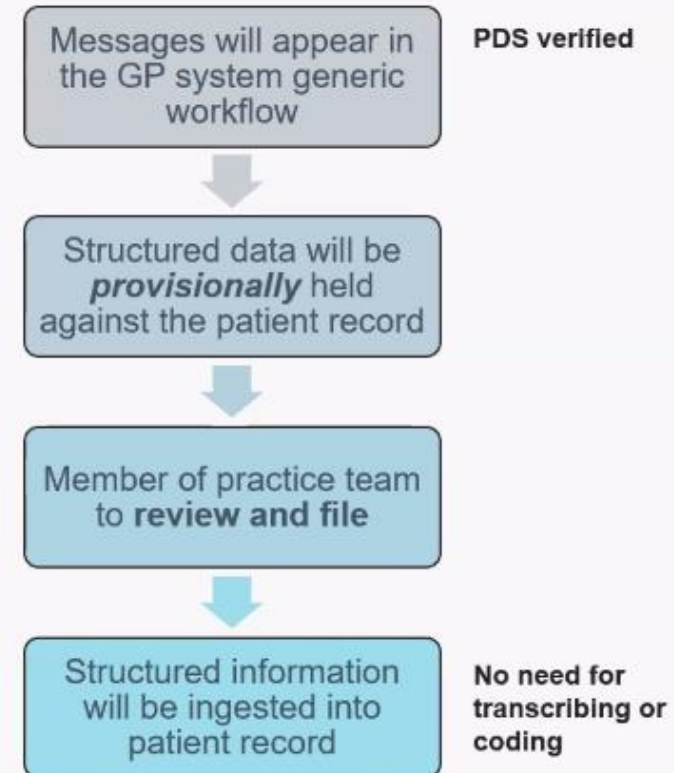 Messages will appear in
the GP system generic
workflow
PDS verified
Structured data will be
provisionally held
against the patient record
Member of practice team
to review and file
Structured information
will be ingested into
patient record
No need for
transcribing or
coding